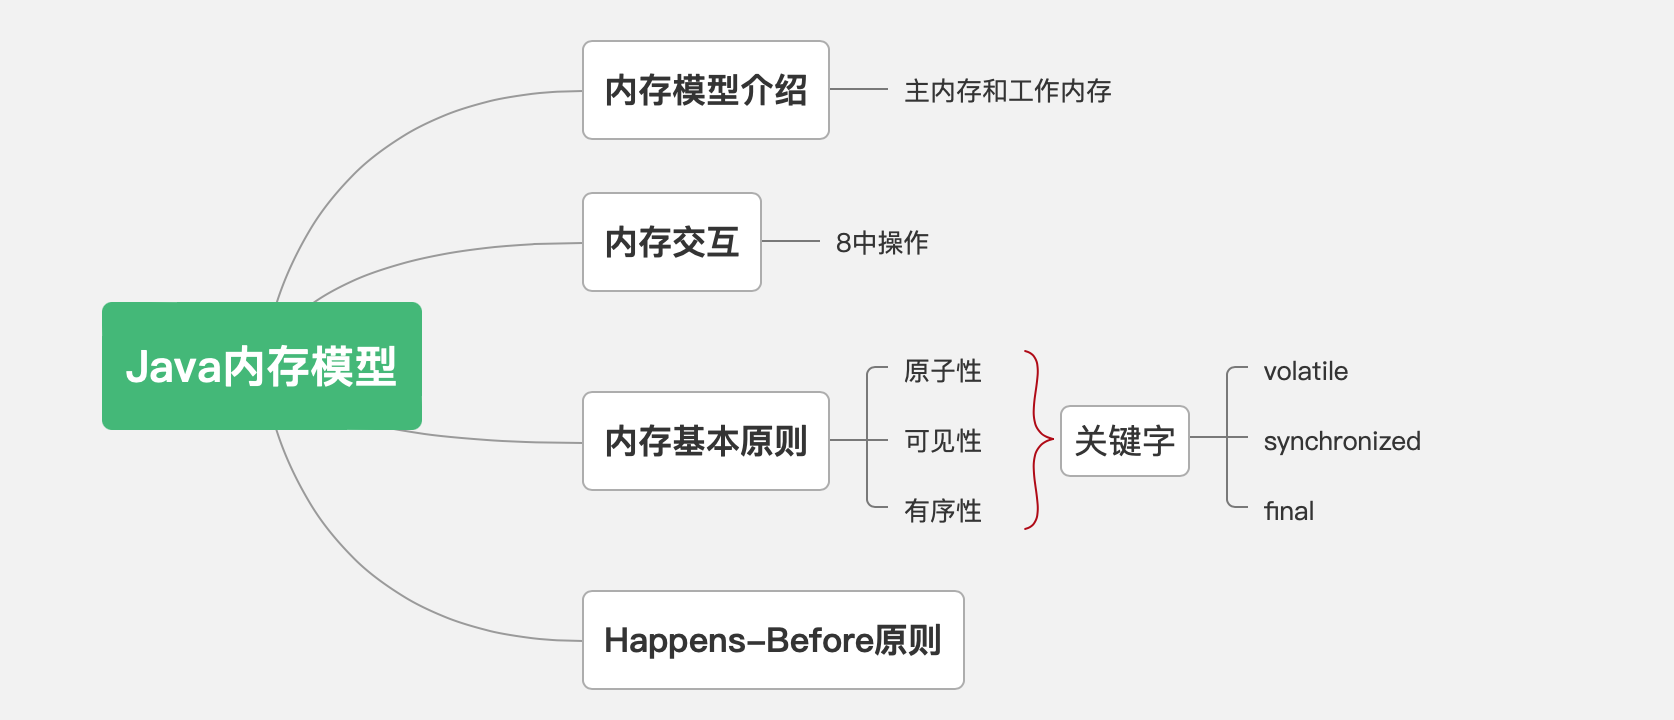 内存模型介绍
主内存和工作内存
内存交互
8中操作
Java内存模型
内存基本原则
原子性
可见性
有序性
关键字
volatile
synchronized
final
Happens-Before原则